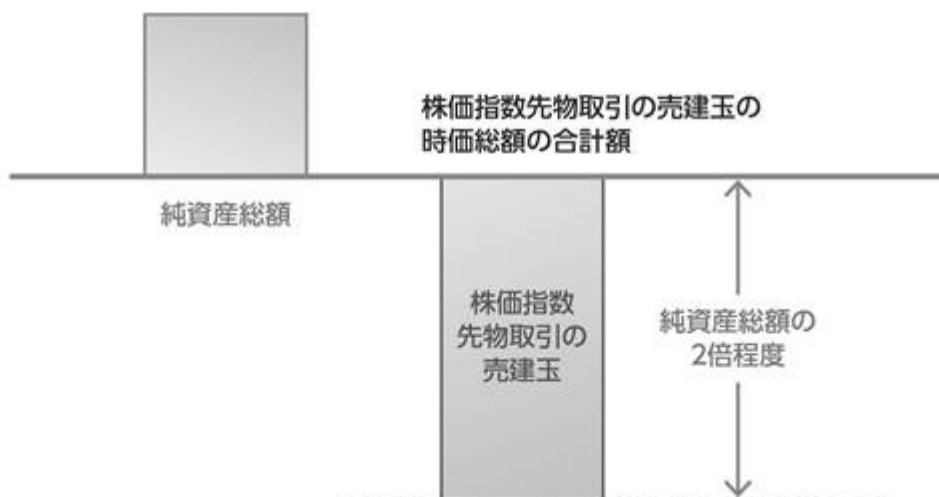 株価指数先物取引の売建玉の
時価総額の合計額
純資産総額
株価指数
先物取引の
売建玉
純資産総額の
2倍程度